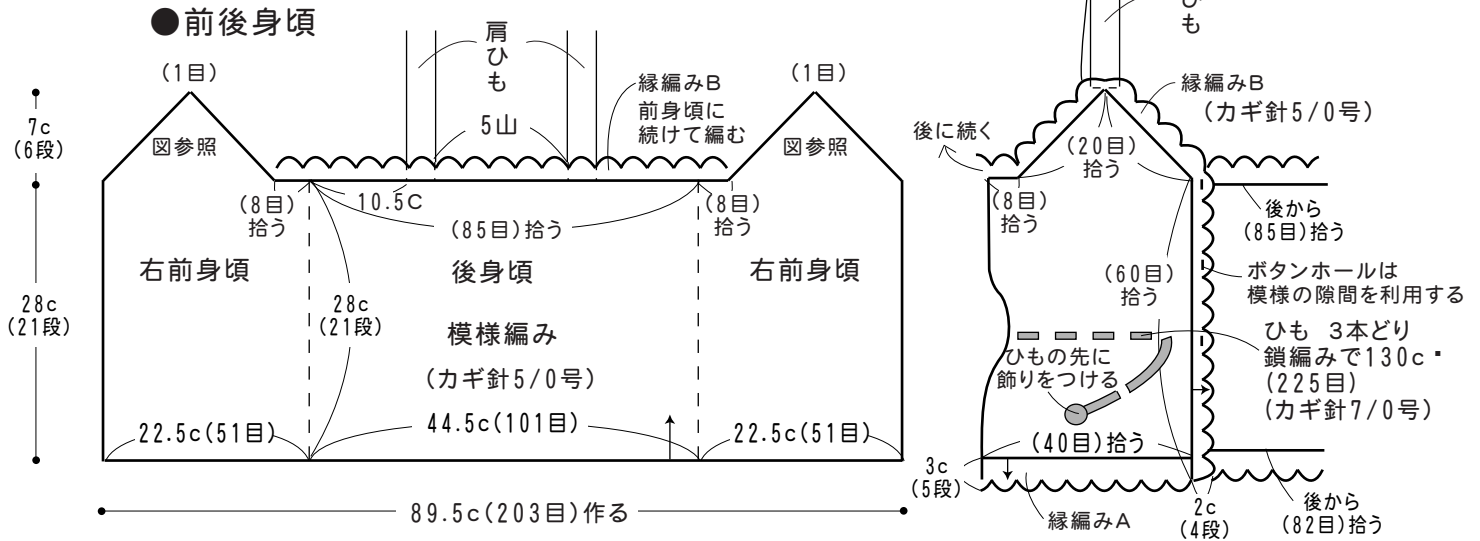 ●前後身頃
(1目)
肩ひも
(1目)
縁編みB
前身頃に
続けて編む
5山
7c
(6段)
図参照
図参照
(8目)
拾う
10.5c
(85目)拾う
(8目)
拾う
右前身頃
後身頃
右前身頃
28c
(21段)
28c
(21段)
模様編み
(カギ針5/0号)
22.5c(51目)
44.5c(101目)
22.5c(51目)
89.5c(203目)作る
ひも
縁編みB
(カギ針5/0号)
後に続く
(20目)
拾う
(8目)
拾う
後から
(85目)拾う
(60目)
拾う
ボタンホールは
模様の隙間を利用する
ひも 3本どり
鎖編みで130c
(225目)
(カギ針7/0号)
ひもの先に
飾りをつける
(40目)拾う
3c
(5段)
縁編みA
2c
(4段)
後から
(82目)拾う